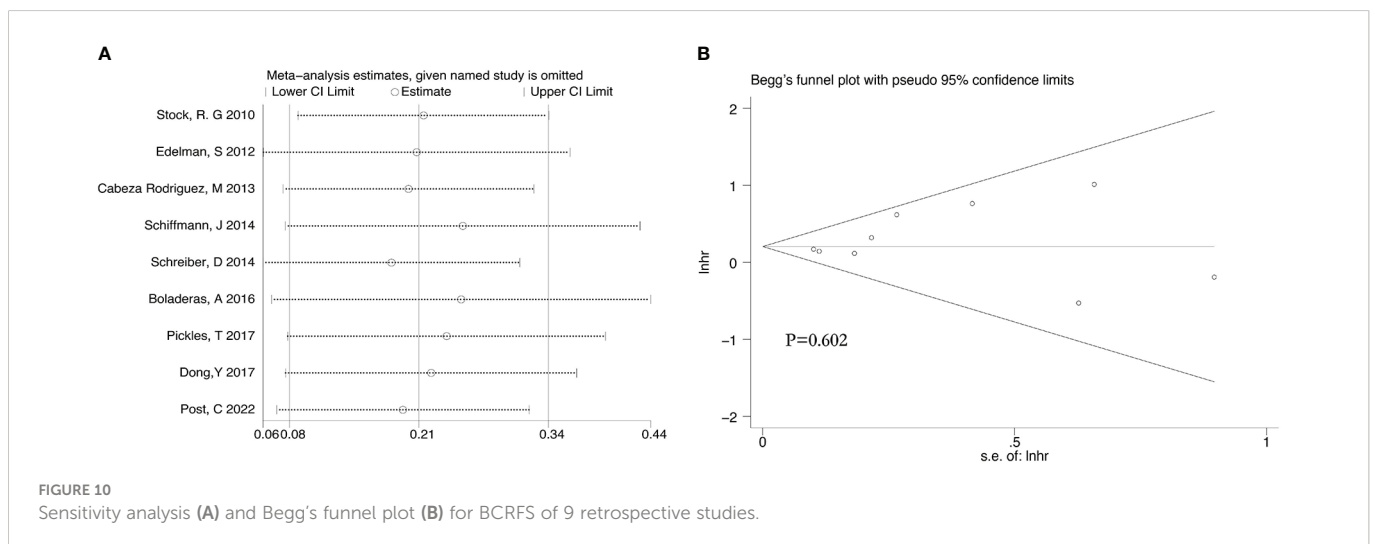 A
Meta−analysis estimates, given named study is omitted
Lower CI Limit Estimate Upper CI Limit
Stock, R. G 2010
Edelman, S 2012
Cabeza Rodriguez, M 2013
Schiffmann, J 2014
Schreiber, D 2014
Boladeras, A 2016
Pickles, T 2017
Dong,Y 2017
Post, C 2022
0.06 0.08 0.21 0.34 0.44
B
Begg's funnel plot with pseudo 95% confidence limits
lnhr
2
1
0
−1
−2
P=0.602
0 .5 1
s.e. of: lnhr
FIGURE 10
Sensitivity analysis (A) and Begg's funnel plot (B) for BCRFS of 9 retrospective studies.